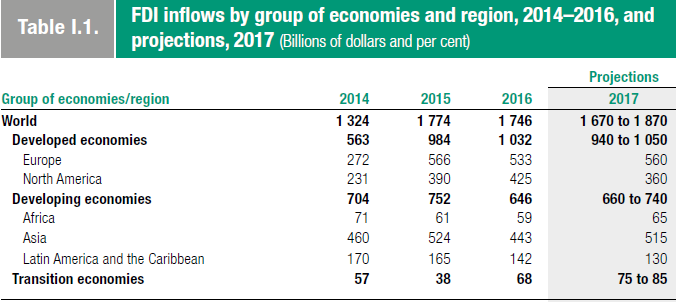 Table I.1.
FDI inflows by group of economies and region, 2014–2016, and
projections, 2017 (Billions of dollars and per cent)
Projections
Group of economies/region 2014 2015 2016 2017
World 1 324 1 774 1 746 1 670 to 1 870
Developed economies 563 984 1 032 940 to 1 050
Europe 272 566 533 560
North America 231 390 425 360
Developing economies 704 752 646 660 to 740
Africa 71 61 59 65
Asia 460 524 443 515
Latin America and the Caribbean 170 165 142 130
Transition economies 57 38 68 75 to 85